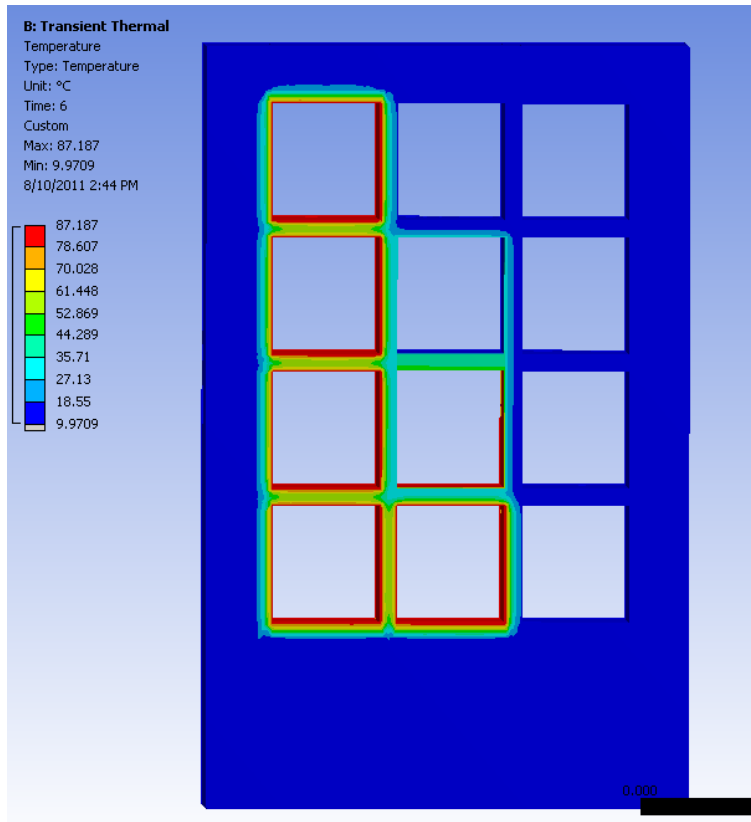 B: Transient Thermal
Temperature
Type: Temperature
Unit: °C
Time: 6
Custom
Max: 87.187
Min: 9.9709
8/10/2011 2:44 PM
87.187
78.607
70.028
61.448
52.869
44.289
35.71
27.13
18.55
9.9709
0.000